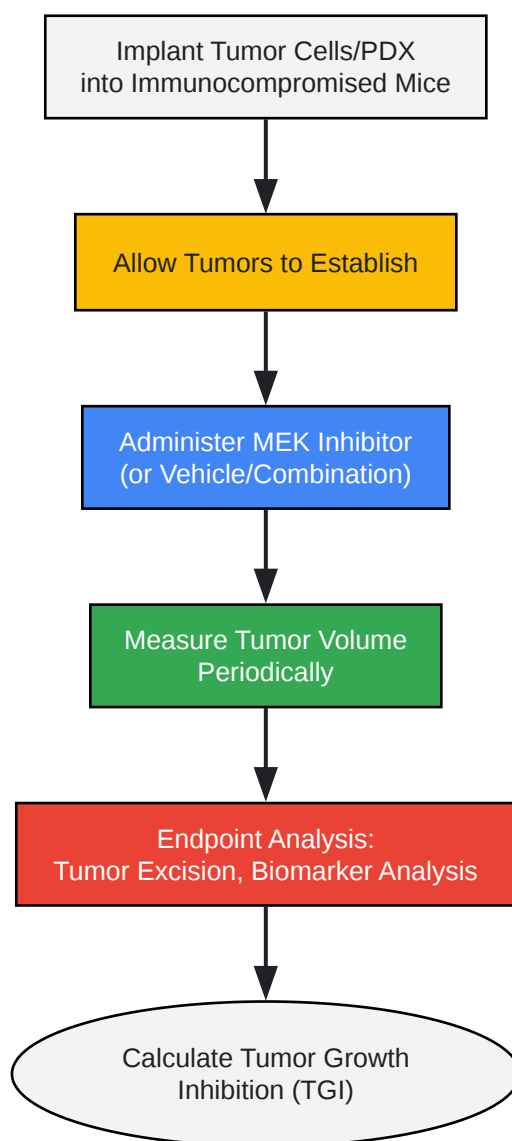 Implant Tumor Cells/PDX
into Immunocompromised Mice
Allow Tumors to Establish
Administer MEK Inhibitor
(or Vehicle/Combination)
Measure Tumor Volume
Periodically
Endpoint Analysis:
Tumor Excision, Biomarker Analysis
Calculate Tumor Growth
Inhibition (TGI)